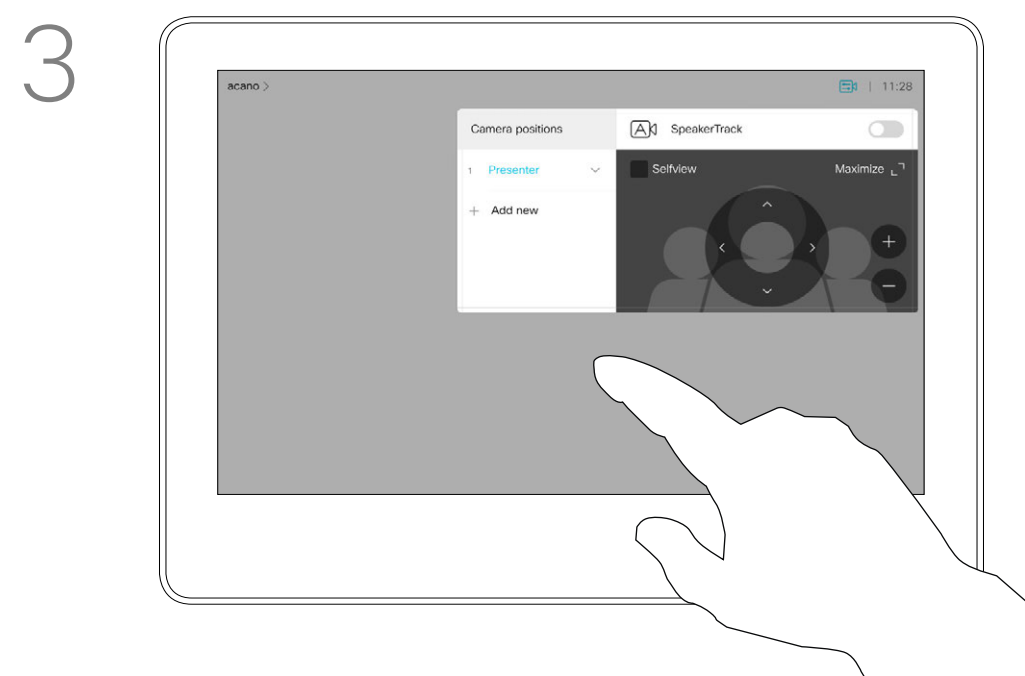 3
acano >
11:28
Camera positions
SpeakerTrack
1 Presenter
Selfview
Maximize
+ Add new
+
−